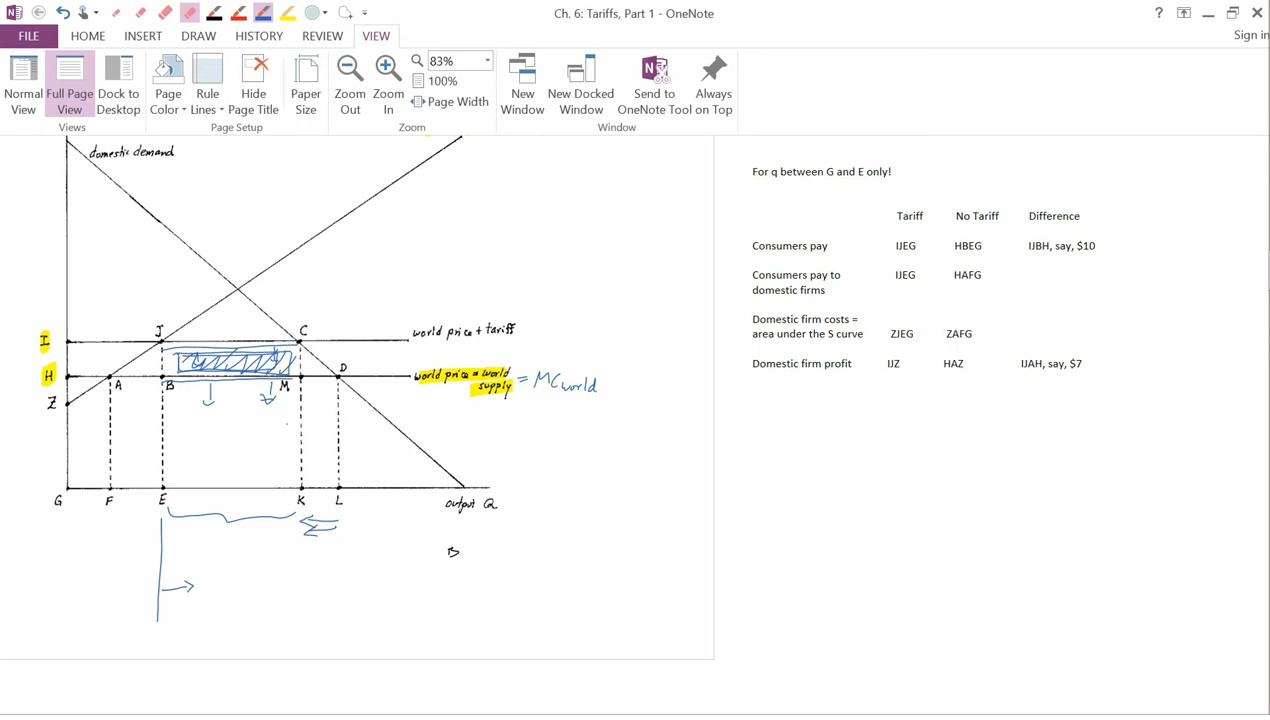 Ch. 6: Tariffs, Part 1 - OneNote
FILE HOME INSERT DRAW HISTORY REVIEW VIEW Sign in
83%
100%
Page Width
Normal View
Full Page View
Dock to Desktop
Page Color
Rule Lines
Hide Page Title
Paper Size
Zoom Out
Zoom In
New Window
New Docked Window
Send to OneNote Tool
Always on Top
Views Page Setup Zoom Window
domestic demand
I J C world price + tariff
H A B M D world price = world supply = MC world
Z
G F E K L
output Q
For q between G and E only!
Tariff No Tariff Difference
Consumers pay IJEG HBEG IJBH, say, $10
Consumers pay to domestic firms IJEG HAFG
Domestic firm costs = area under the S curve ZJEG ZAFG
Domestic firm profit IJZ HAZ IJAH, say, $7